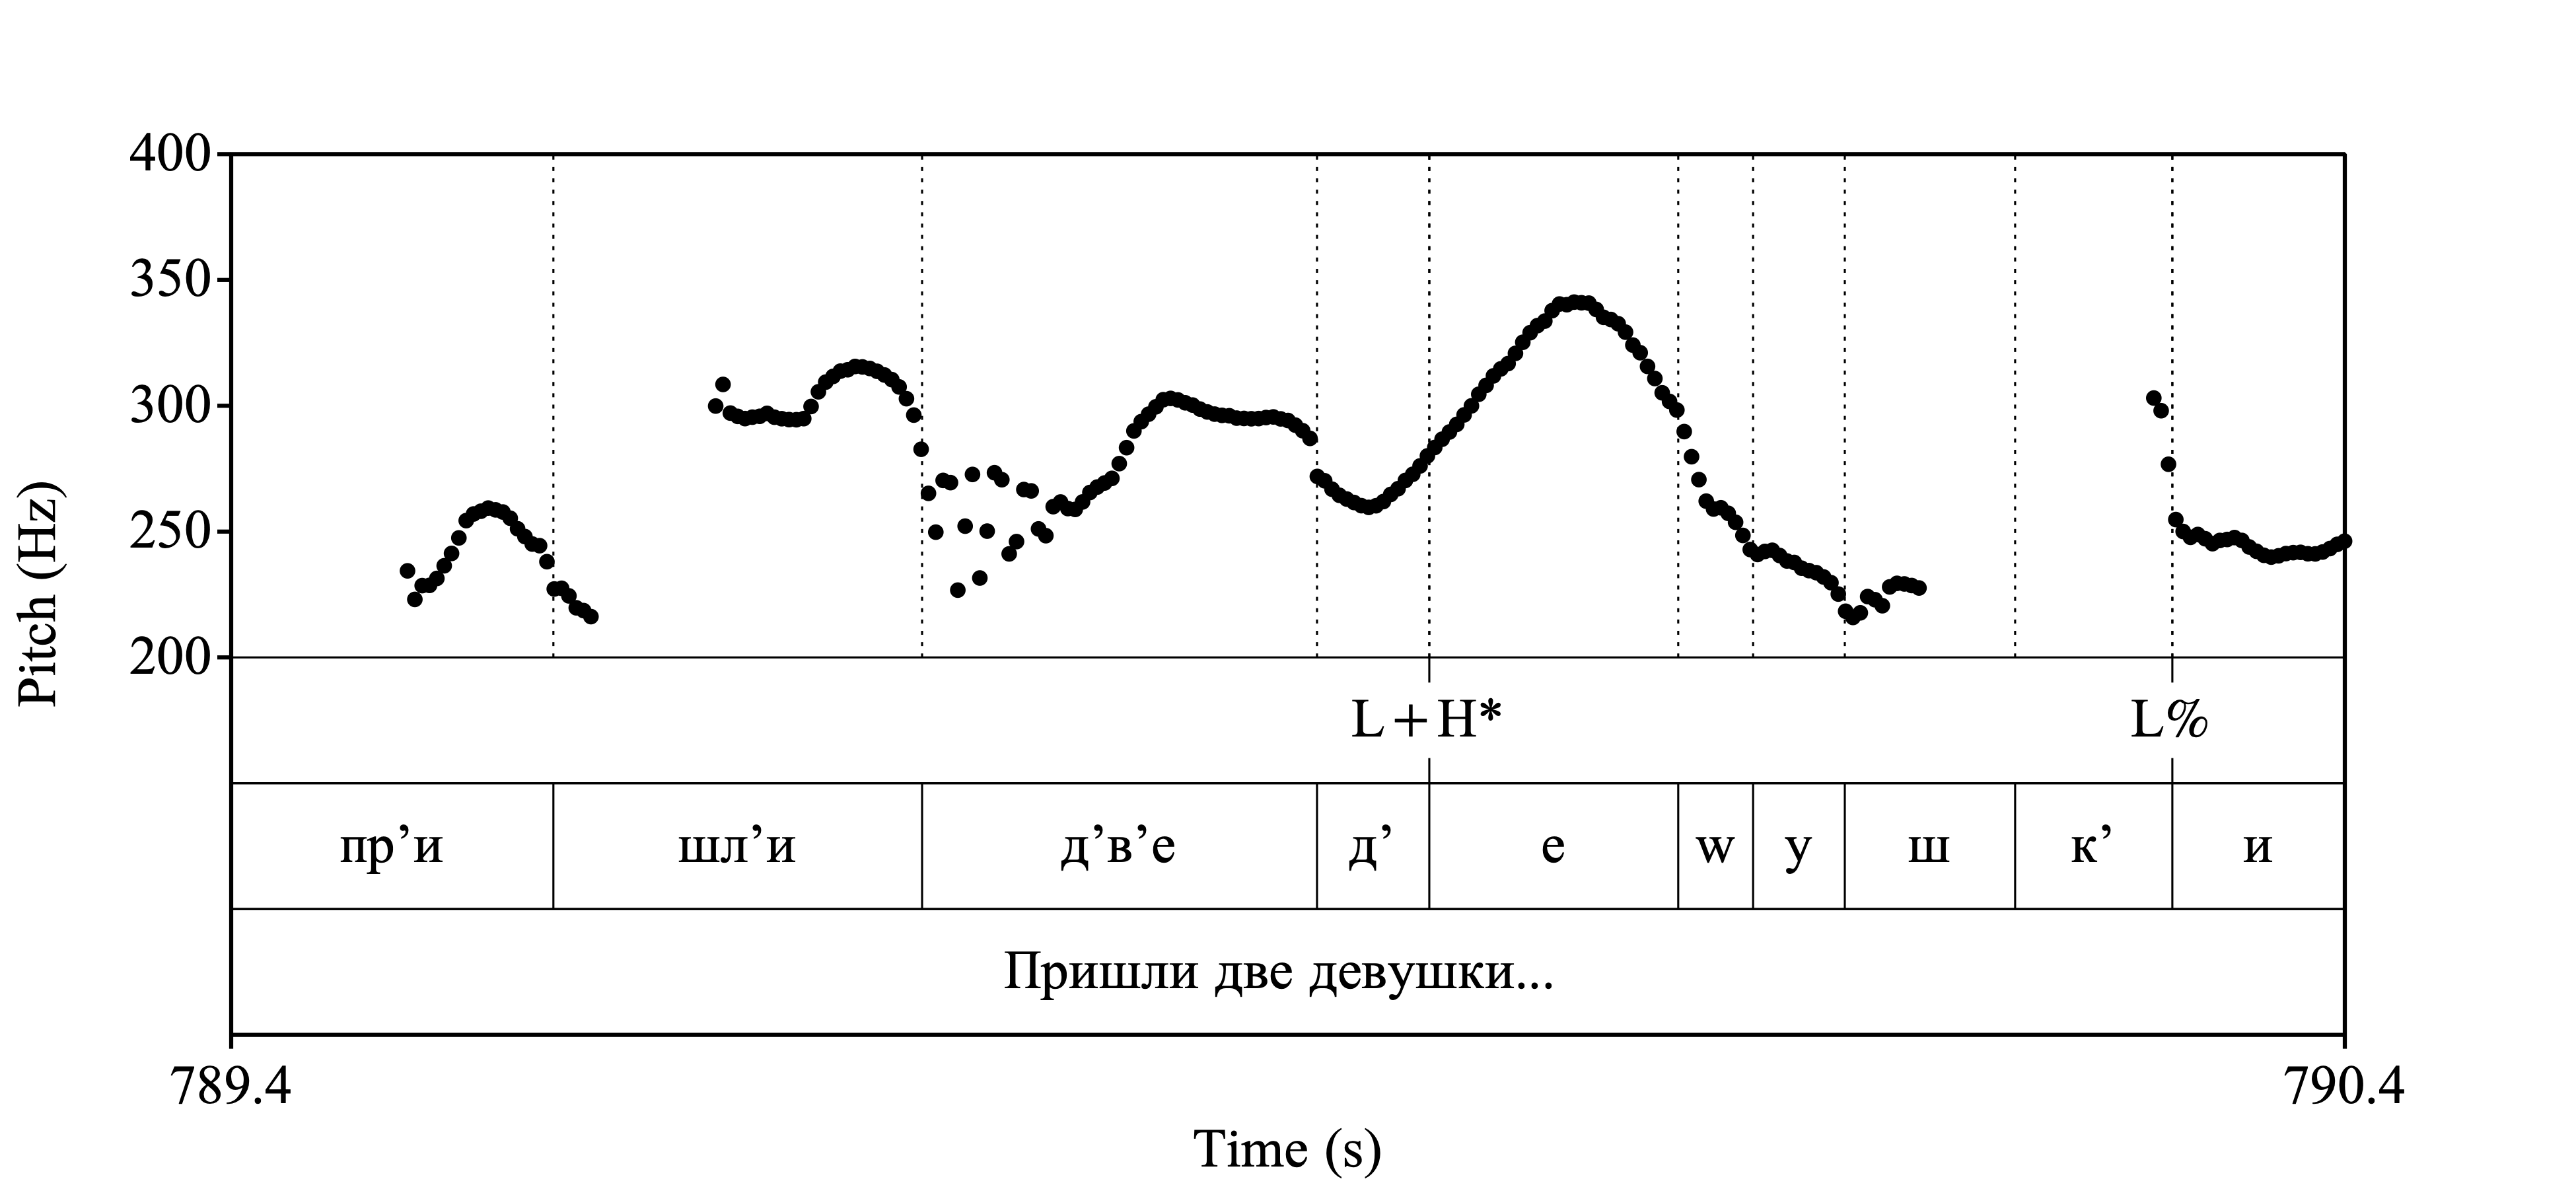 400
350
300
250
200
Pitch (Hz)
L+H* L%
пр’и шл’и д’в’е д’ е w у ш к’ и
Пришли две девушки...
789.4 790.4
Time (s)